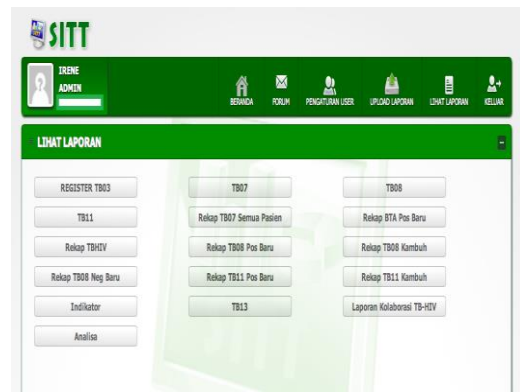 SITT
IRENE
ADMIN
BERANDA FORUM PENGATURAN USER UPLOAD LAPORAN LIHAT LAPORAN KELUAR
LIHAT LAPORAN
REGISTER TB03 TB07 TB08
TB11 Rekap TB07 Semua Pasien Rekap BTA Pos Baru
Rekap TBHIV Rekap TB08 Pos Baru Rekap TB08 Kambuh
Rekap TB08 Neg Baru Rekap TB11 Pos Baru Rekap TB11 Kambuh
Indikator TB13 Laporan Kolaborasi TB-HIV
Analisa
SITT